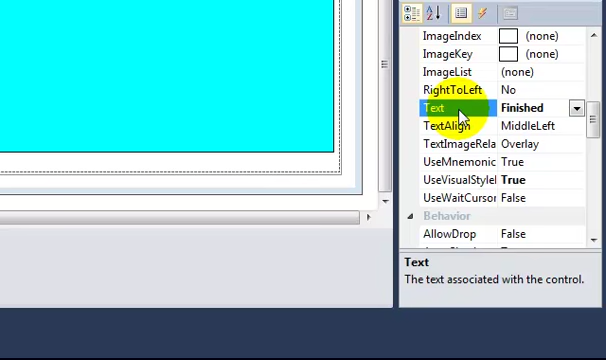 ImageIndex (none)
ImageKey (none)
ImageList (none)
RightToLeft No
Text Finished
TextAlign MiddleLeft
TextImageRela Overlay
UseMnemonic True
UseVisualStyleI True
UseWaitCursor False
Behavior
AllowDrop False
Text
The text associated with the control.